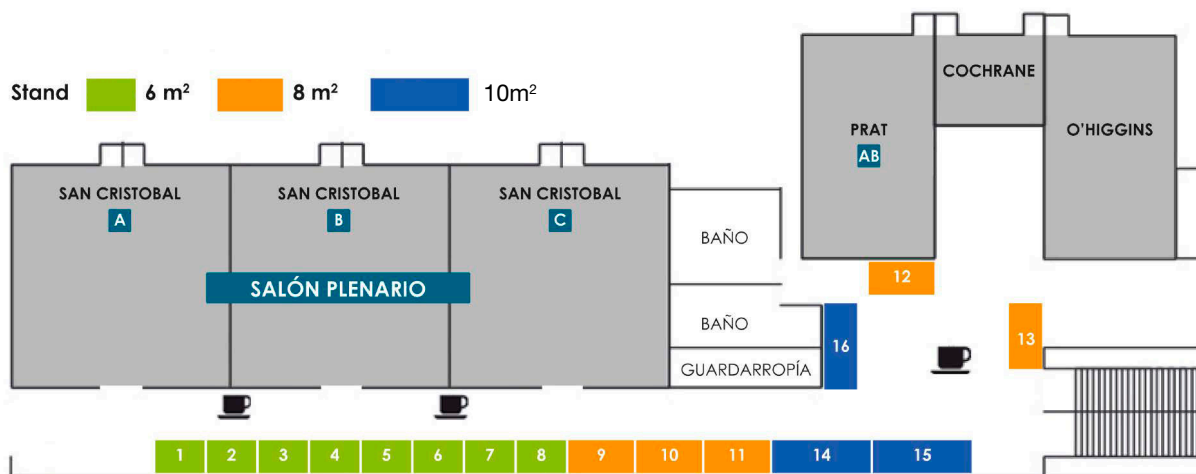 Stand 6 m² 8 m² 10m²
COCHRANE
PRAT
AB
O'HIGGINS
SAN CRISTOBAL
A
SAN CRISTOBAL
B
SAN CRISTOBAL
C
BAÑO
SALÓN PLENARIO
12
BAÑO
16
13
GUARDARROPÍA
1 2 3 4 5 6 7 8 9 10 11 14 15